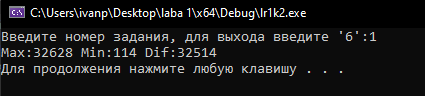 C:\Users\ivanp\Desktop\laba 1\x64\Debug\lr1k2.exe
Введите номер задания, для выхода введите '6':1
Max:32628 Min:114 Dif:32514
Для продолжения нажмите любую клавишу . . .